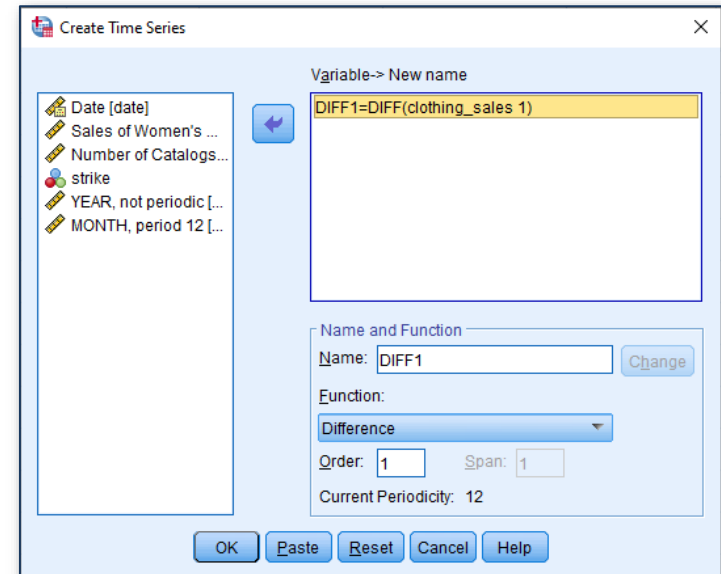 Create Time Series
Variable-> New name
Date [date]
Sales of Women's ...
Number of Catalogs...
strike
YEAR, not periodic [...
MONTH, period 12 [...
DIFF1=DIFF(clothing_sales 1)
Name and Function
Name: DIFF1 Change
Function:
Difference
Order: 1 Span: 1
Current Periodicity: 12
OK Paste Reset Cancel Help